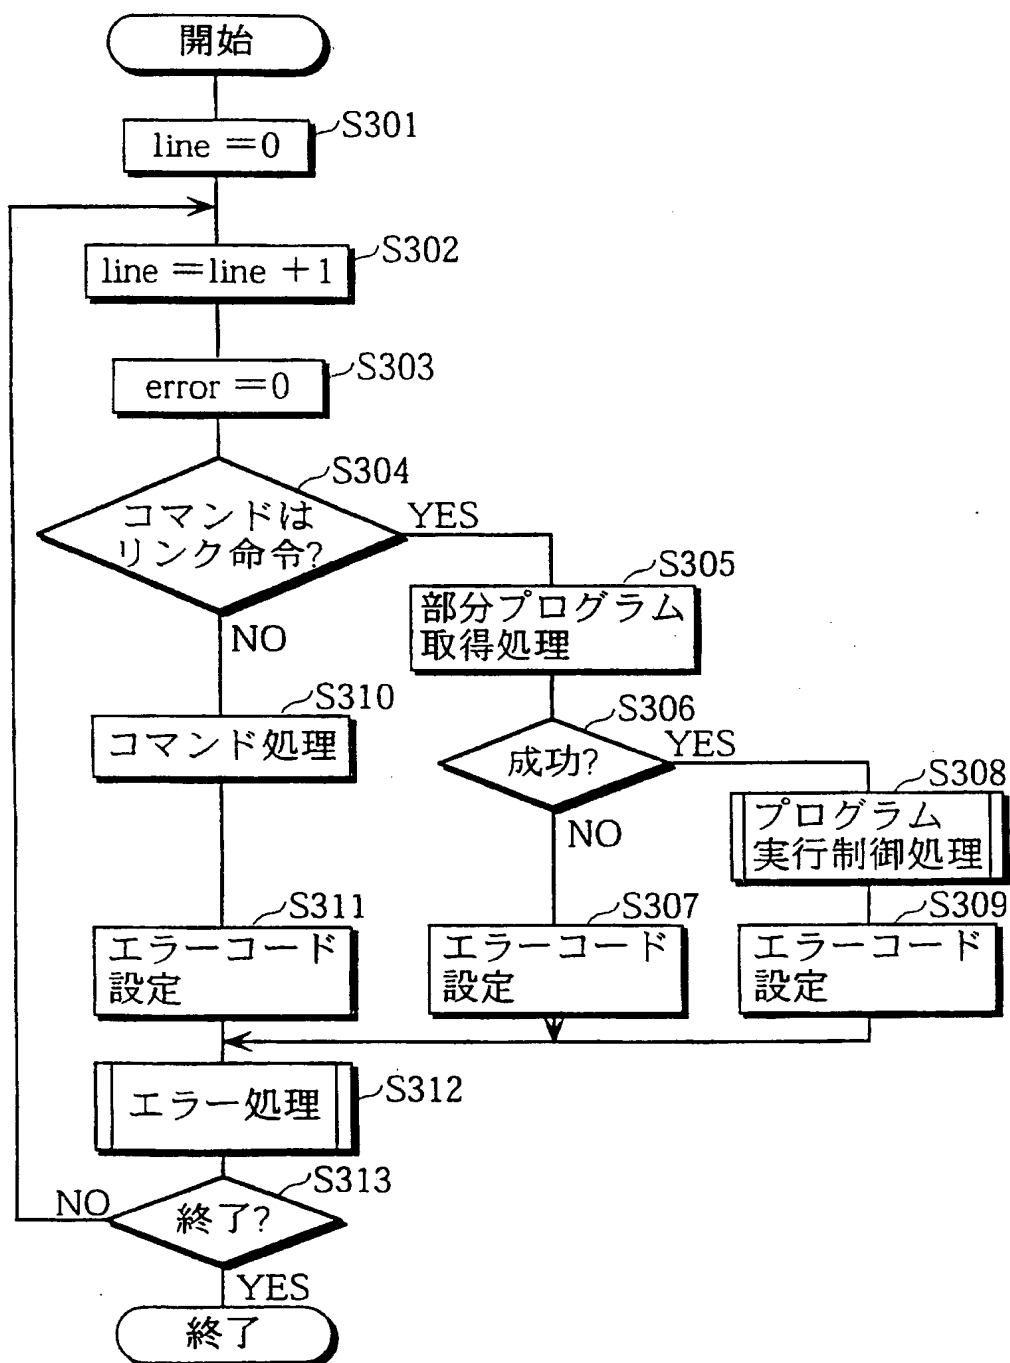 開始
S301
line =0
S302
line =line +1
S303
error =0
S304
コマンドは
リンク命令?
YES
NO
S305
部分プログラム
取得処理
S306
成功?
YES
NO
S308
プログラム
実行制御処理
S310
コマンド処理
S311
エラーコード
設定
S307
エラーコード
設定
S309
エラーコード
設定
S312
エラー処理
S313
終了?
NO
YES
終了